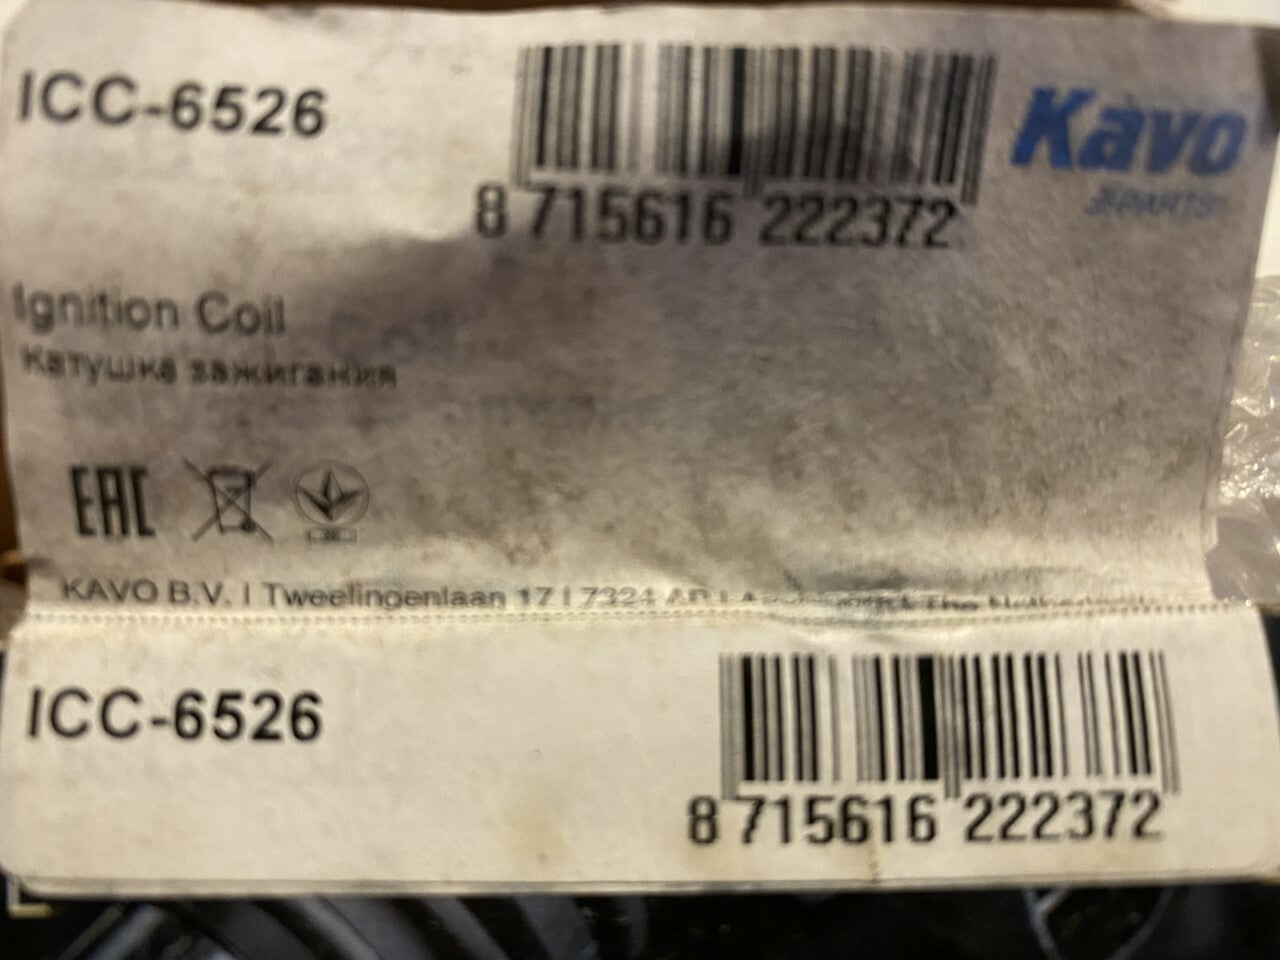 ICC-6526
8 715616 222372
Kavo
PARTS
Ignition Coil
Катушка зажигания
EAC
KAVO B.V. | Tweelingenlaan 17 | 7324
ICC-6526
8 715616 222372